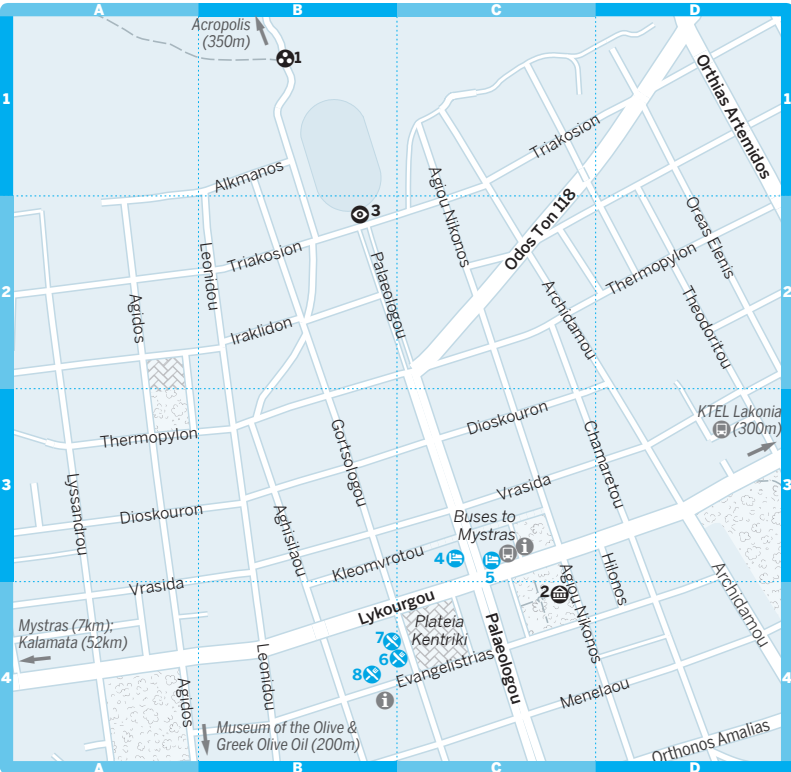 A
B
C
D
Acropolis
(350m)
1
1
1
Orthias Artemidos
Triakosion
Alkmanos
Agiou Nikonos
3
Odos Ton 118
Oreas Elenis
Triakosion
Leonidou
Palaeologou
Thermopylon
2
2
Agidos
Iraklidon
Archidamou
Theodoritou
KTEL Lakonia
(300m)
Dioskouron
Thermopylon
Gortsologou
Chamaretou
3
3
Lyssandrou
Dioskouron
Vrasida
Aghisilaou
Buses to
Mystras
4
5
Kleomvrotou
Vrasida
Hilonos
Agiou Nikonos
2
Archidamou
Lykourgou
Mystras (7km);
Kalamata (52km)
Plateia
Kentriki
7
6
8
Evangelistrias
Palaeologou
Leonidou
4
4
Agidos
Menelaou
Museum of the Olive &
Greek Olive Oil (200m)
Orthonos Amalias
A
B
C
D